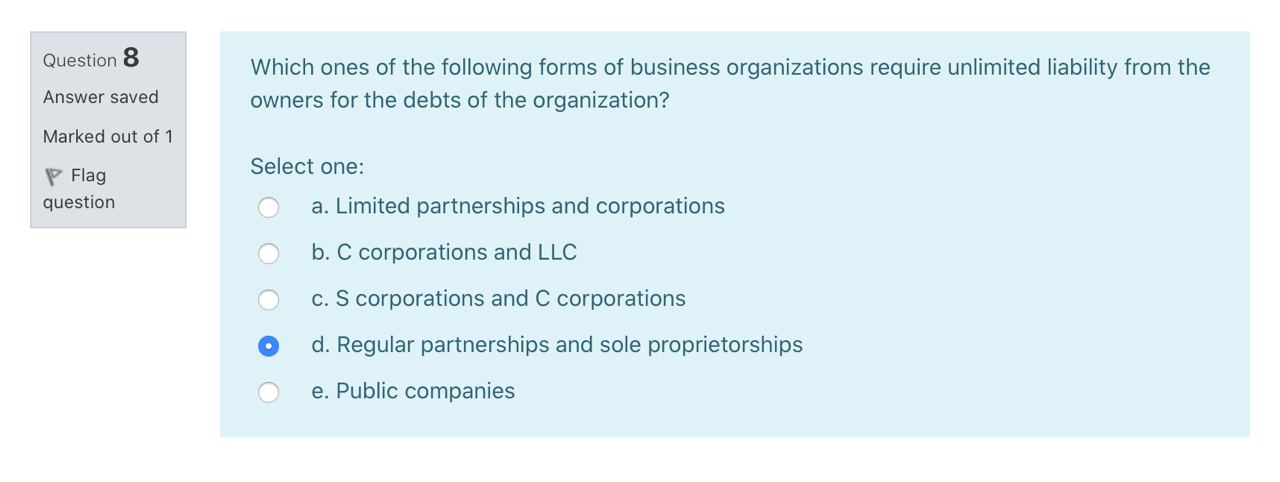 Question 8
Answer saved
Marked out of 1
Flag
question
Which ones of the following forms of business organizations require unlimited liability from the
owners for the debts of the organization?
Select one:
a. Limited partnerships and corporations
b. C corporations and LLC
c. S corporations and C corporations
d. Regular partnerships and sole proprietorships
e. Public companies